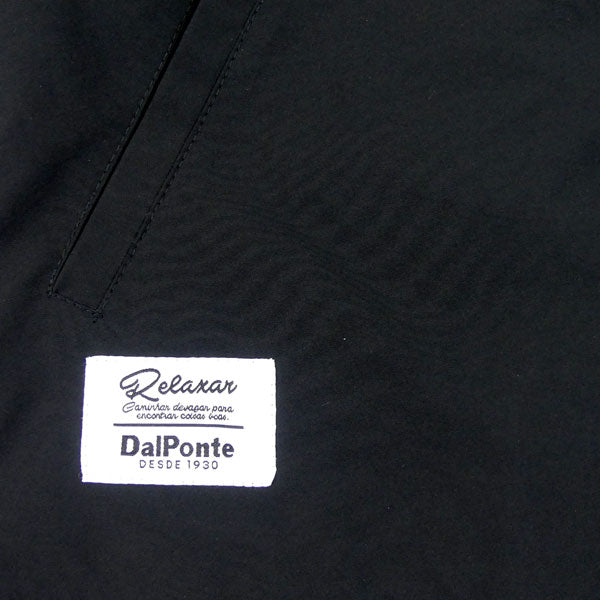 Relaxar
Caminhar devagar para
encontrar coisas boas.
DalPonte
DESDE 1930